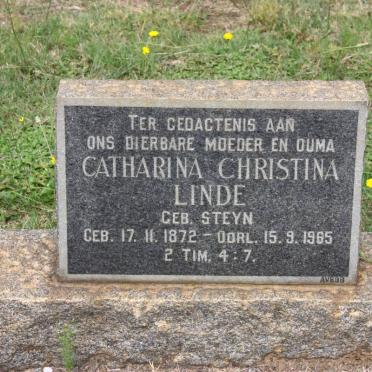 TER GEDACTENIS AAN
ONS DIERBARE MOEDER EN OUMA
CATHARINA CHRISTINA
LINDE
GEB. STEYN
GEB. 17. 11. 1872 – OORL. 15. 9. 1965
2 TIM. 4 : 7.